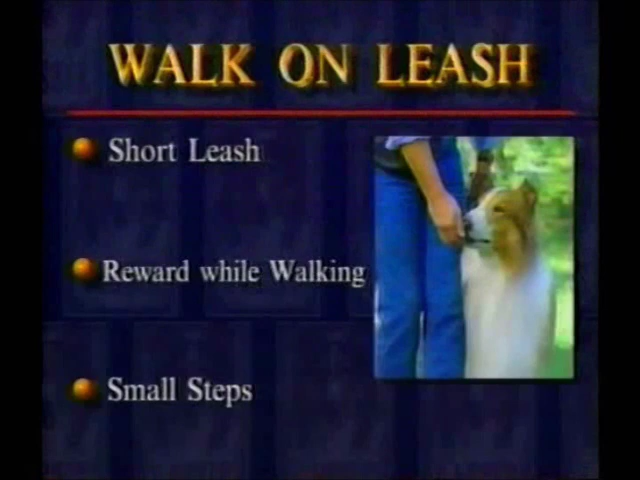 WALK ON LEASH
Short Leash
Reward while Walking
Small Steps